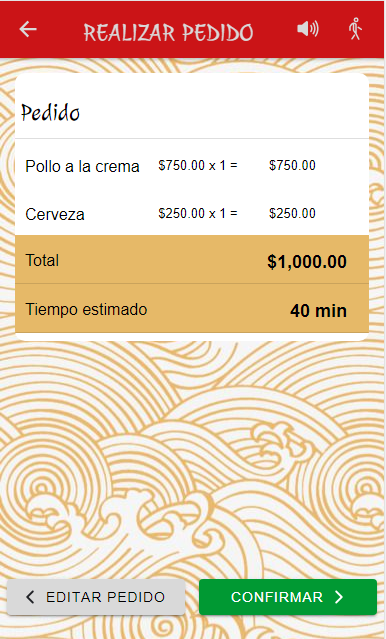 REALIZAR PEDIDO
Pedido
Pollo a la crema $750.00 x 1 = $750.00
Cerveza $250.00 x 1 = $250.00
Total $1,000.00
Tiempo estimado 40 min
EDITAR PEDIDO CONFIRMAR